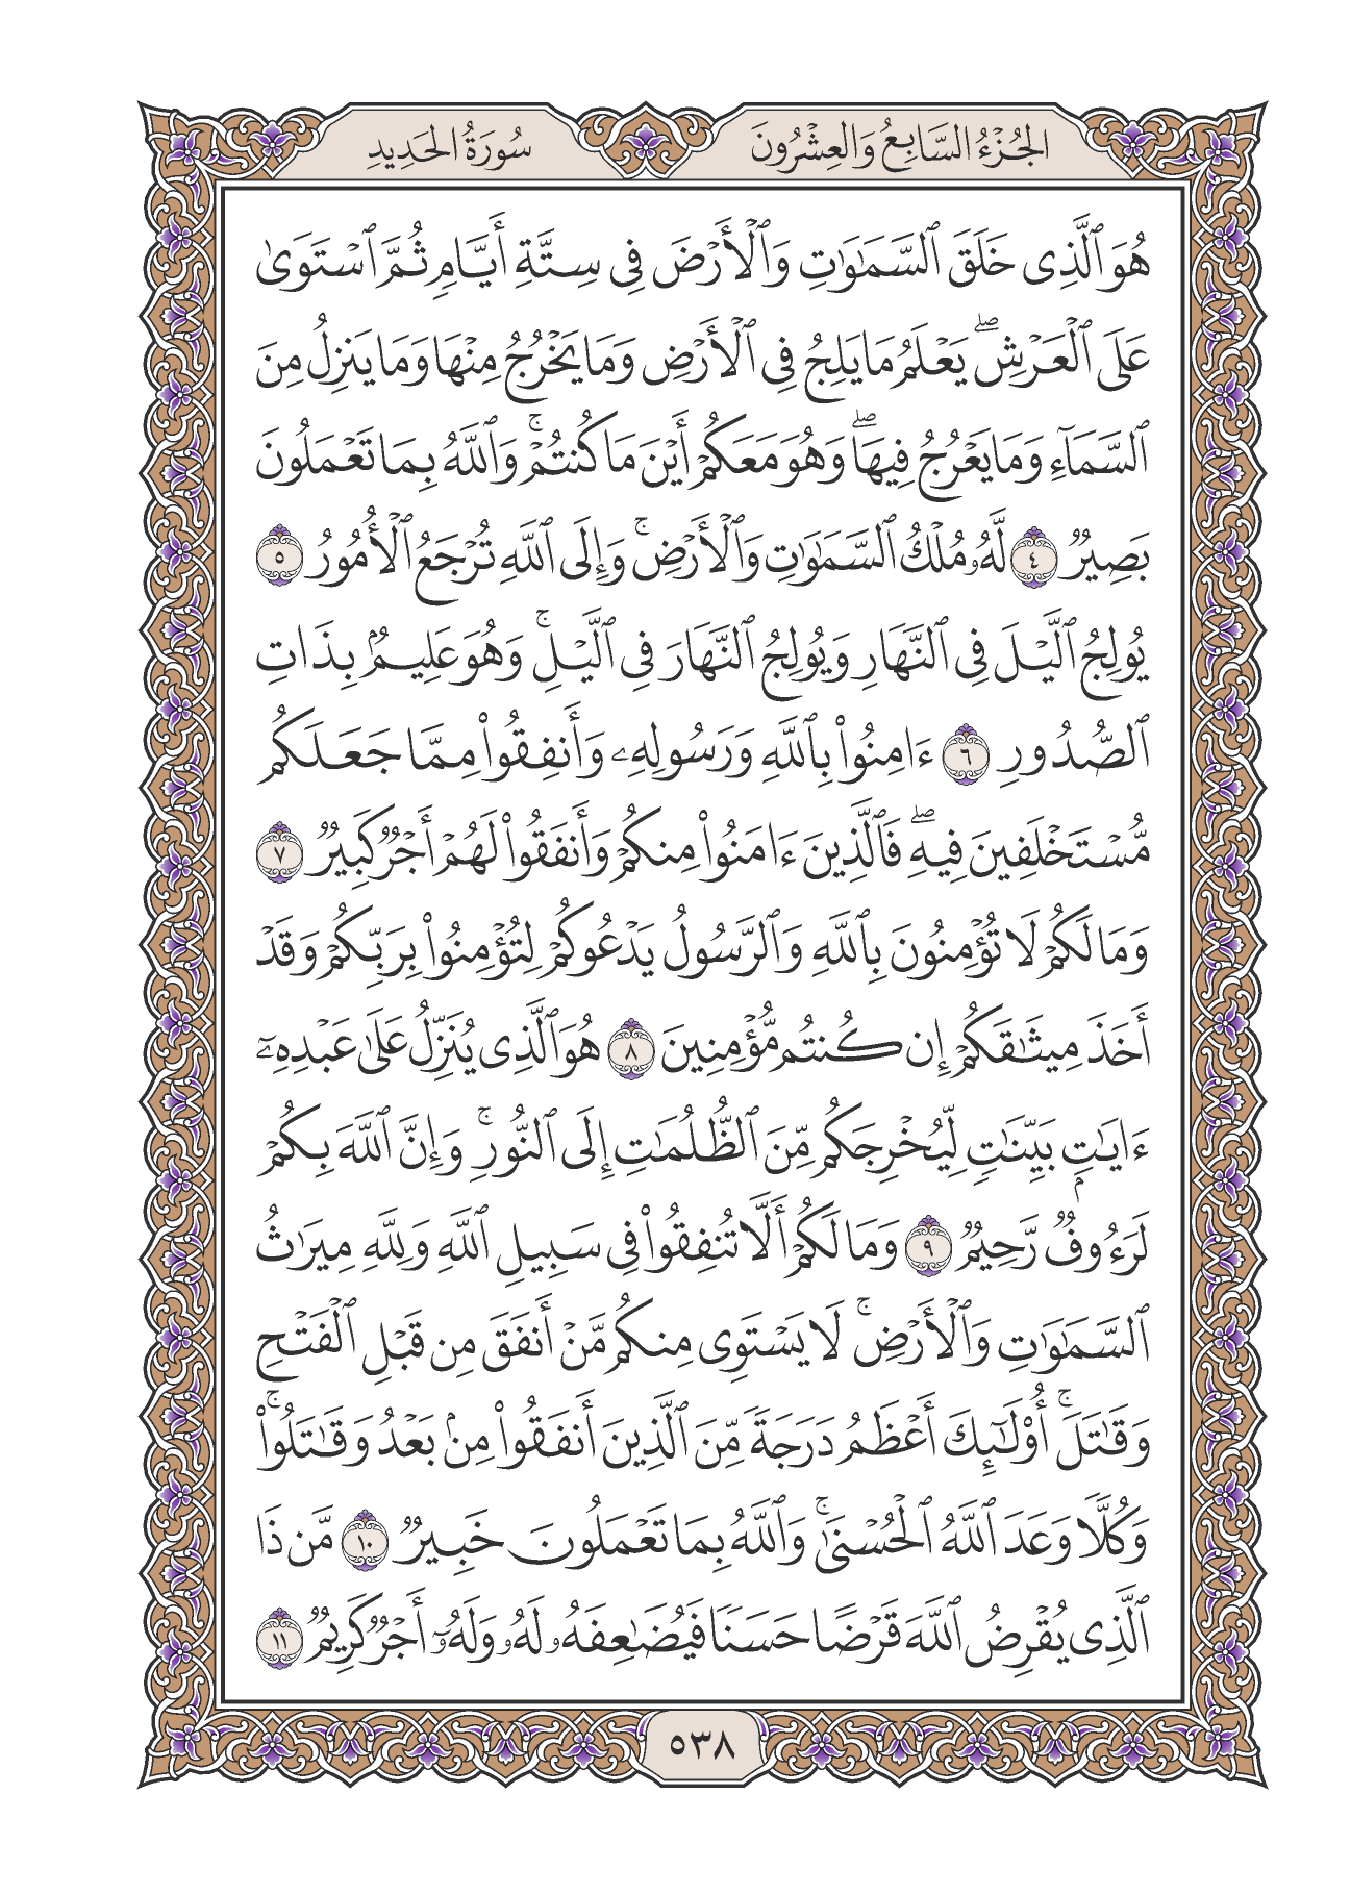 الجُزْءُ السَّابِعُ وَالعِشْرُونَ
سُورَةُ الحَدِيدِ
هُوَ ٱلَّذِى خَلَقَ ٱلسَّمَٰوَٰتِ وَٱلْأَرْضَ فِى سِتَّةِ أَيَّامٍ ثُمَّ ٱسْتَوَىٰ
عَلَى ٱلْعَرْشِ ۖ يَعْلَمُ مَا يَلِجُ فِى ٱلْأَرْضِ وَمَا يَخْرُجُ مِنْهَا وَمَا يَنزِلُ مِنَ
ٱلسَّمَآءِ وَمَا يَعْرُجُ فِيهَا ۖ وَهُوَ مَعَكُمْ أَيْنَ مَا كُنتُمْ ۚ وَٱللَّهُ بِمَا تَعْمَلُونَ
بَصِيرٌ ٤ لَّهُۥ مُلْكُ ٱلسَّمَٰوَٰتِ وَٱلْأَرْضِ ۚ وَإِلَى ٱللَّهِ تُرْجَعُ ٱلْأُمُورُ ٥
يُولِجُ ٱلَّيْلَ فِى ٱلنَّهَارِ وَيُولِجُ ٱلنَّهَارَ فِى ٱلَّيْلِ ۚ وَهُوَ عَلِيمٌۢ بِذَاتِ
ٱلصُّدُورِ ٦ ءَامِنُوا۟ بِٱللَّهِ وَرَسُولِهِۦ وَأَنفِقُوا۟ مِمَّا جَعَلَكُم
مُّسْتَخْلَفِينَ فِيهِ ۖ فَٱلَّذِينَ ءَامَنُوا۟ مِنكُمْ وَأَنفَقُوا۟ لَهُمْ أَجْرٌ كَبِيرٌ ٧
وَمَا لَكُمْ لَا تُؤْمِنُونَ بِٱللَّهِ وَٱلرَّسُولُ يَدْعُوكُمْ لِتُؤْمِنُوا۟ بِرَبِّكُمْ وَقَدْ
أَخَذَ مِيثَٰقَكُمْ إِن كُنتُم مُّؤْمِنِينَ ٨ هُوَ ٱلَّذِى يُنَزِّلُ عَلَىٰ عَبْدِهِۦٓ
ءَايَٰتٍۭ بَيِّنَٰتٍ لِّيُخْرِجَكُم مِّنَ ٱلظُّلُمَٰتِ إِلَى ٱلنُّورِ ۚ وَإِنَّ ٱللَّهَ بِكُمْ
لَرَءُوفٌ رَّحِيمٌ ٩ وَمَا لَكُمْ أَلَّا تُنفِقُوا۟ فِى سَبِيلِ ٱللَّهِ وَلِلَّهِ مِيرَٰثُ
ٱلسَّمَٰوَٰتِ وَٱلْأَرْضِ ۚ لَا يَسْتَوِى مِنكُم مَّنْ أَنفَقَ مِن قَبْلِ ٱلْفَتْحِ
وَقَٰتَلَ ۚ أُو۟لَٰٓئِكَ أَعْظَمُ دَرَجَةً مِّنَ ٱلَّذِينَ أَنفَقُوا۟ مِنۢ بَعْدُ وَقَٰتَلُوا۟ ۚ
وَكُلًّا وَعَدَ ٱللَّهُ ٱلْحُسْنَىٰ ۚ وَٱللَّهُ بِمَا تَعْمَلُونَ خَبِيرٌ ١٠ مَّن ذَا
ٱلَّذِى يُقْرِضُ ٱللَّهَ قَرْضًا حَسَنًا فَيُضَٰعِفَهُۥ لَهُۥ وَلَهُۥٓ أَجْرٌ كَرِيمٌ ١١
٥٣٨